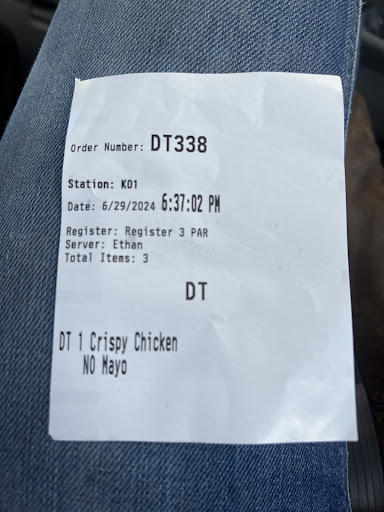 Order Number: DT338
Station: K01
Date: 6/29/2024 6:37:02 PM
Register: Register 3 PAR
Server: Ethan
Total Items: 3
DT
DT 1 Crispy Chicken
NO Mayo